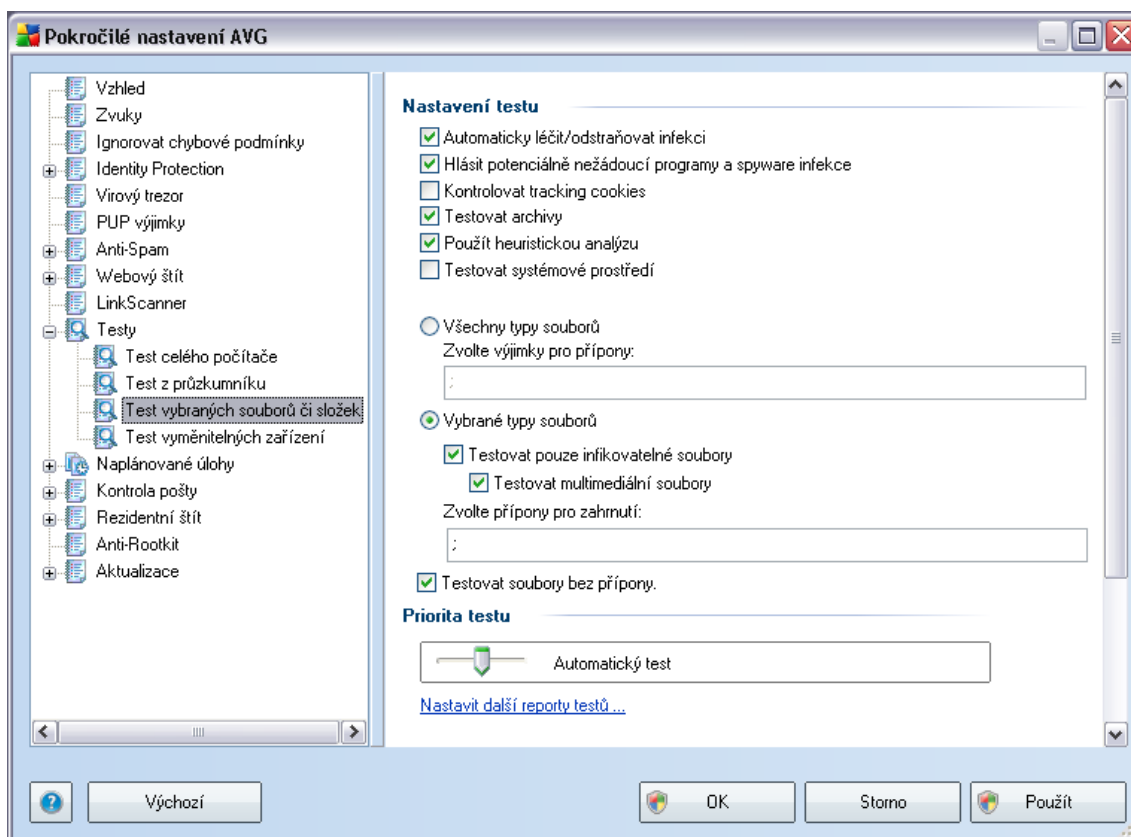 Pokročilé nastavení AVG
Vzhled
Zvuky
Ignorovat chybové podmínky
Identity Protection
Virový trezor
PUP výjimky
Anti-Spam
Webový štít
LinkScanner
Testy
Test celého počítače
Test z průzkumníku
Test vybraných souborů či složek
Test vyměnitelných zařízení
Naplánované úlohy
Kontrola pošty
Rezidentní štít
Anti-Rootkit
Aktualizace
Nastavení testu
Automaticky léčit/odstraňovat infekci
Hlásit potenciálně nežádoucí programy a spyware infekce
Kontrolovat tracking cookies
Testovat archivy
Použít heuristickou analýzu
Testovat systémové prostředí
Všechny typy souborů
Zvolte výjimky pro přípony:
;
Vybrané typy souborů
Testovat pouze infikovatelné soubory
Testovat multimediální soubory
Zvolte přípony pro zahrnutí:
;
Testovat soubory bez přípony.
Priorita testu
Automatický test
Nastavit další reporty testů ...
?
Výchozí
OK
Storno
Použít